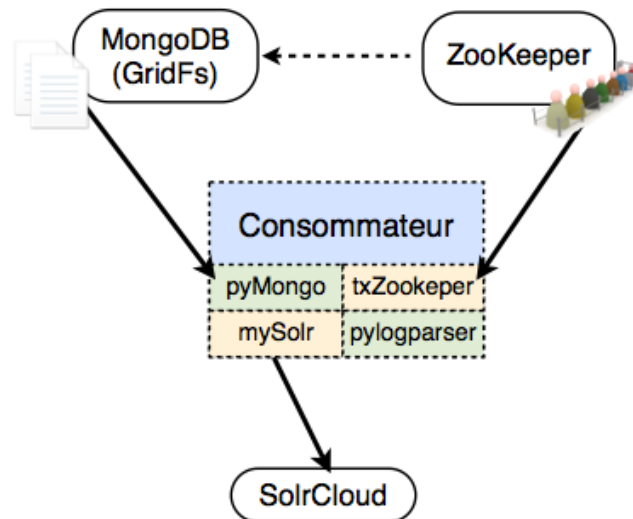 MongoDB
(GridFs)
ZooKeeper
Consommateur
pyMongo
txZookeper
mySolr
pylogparser
SolrCloud